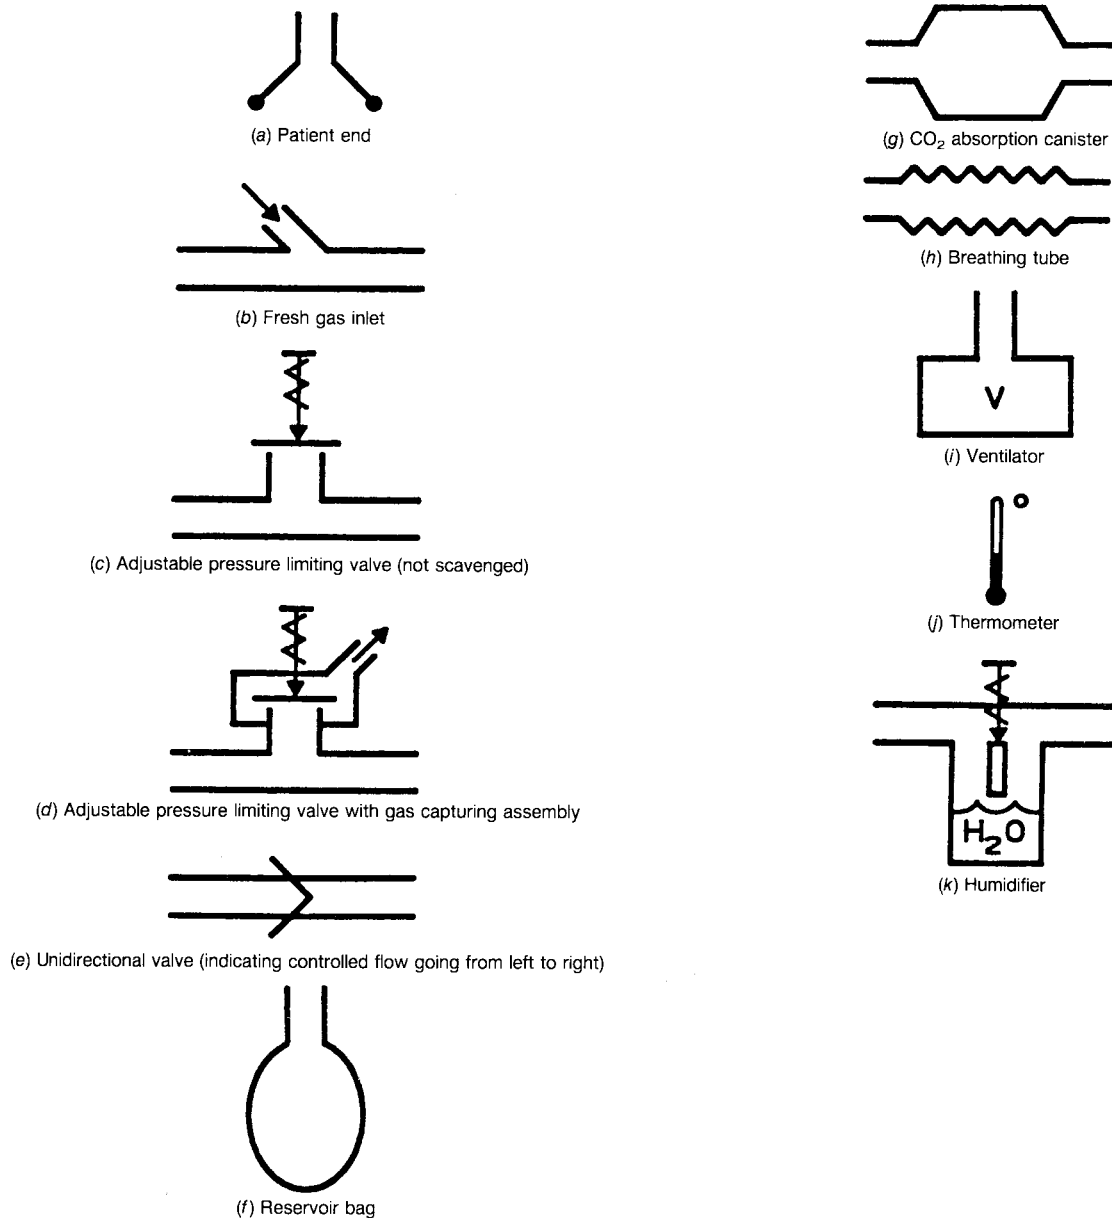 (a) Patient end
(b) Fresh gas inlet
(c) Adjustable pressure limiting valve (not scavenged)
(d) Adjustable pressure limiting valve with gas capturing assembly
(e) Unidirectional valve (indicating controlled flow going from left to right)
(f) Reservoir bag
(g) CO₂ absorption canister
(h) Breathing tube
V
(i) Ventilator
(j) Thermometer
H₂O
(k) Humidifier